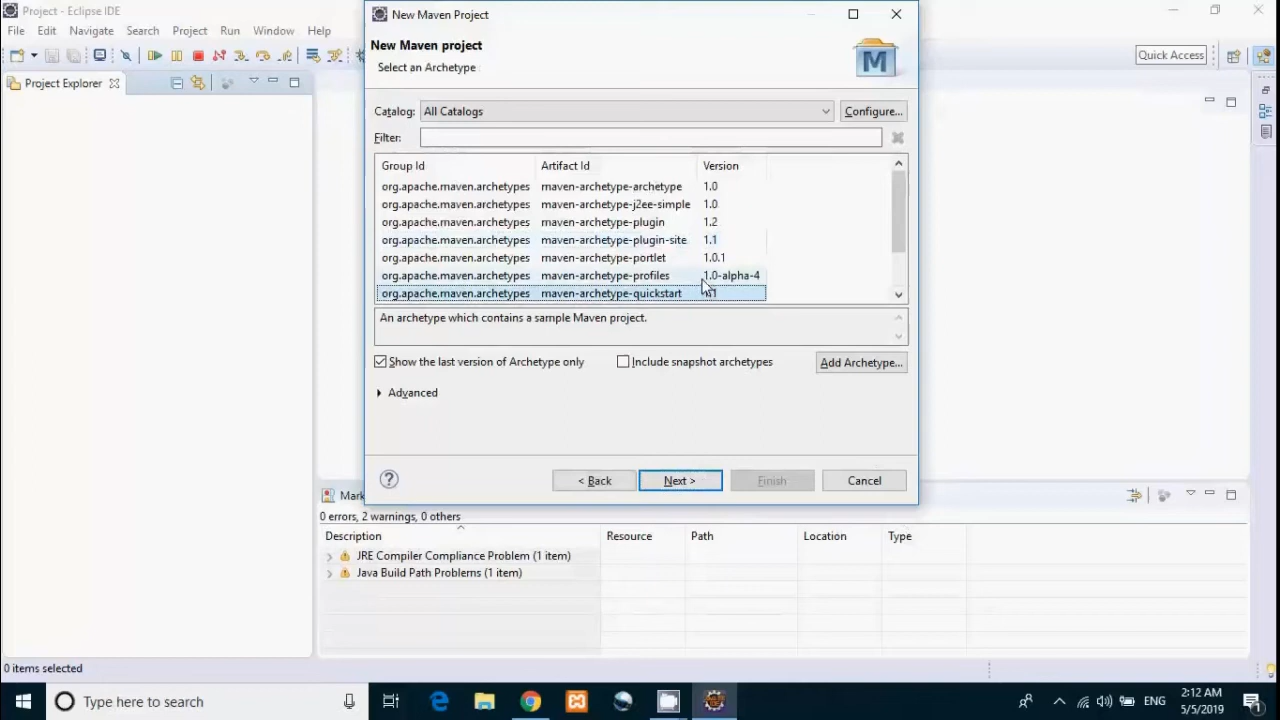 Project - Eclipse IDE
New Maven Project
File Edit Navigate Search Project Run Window Help
New Maven project
Select an Archetype
M
Quick Access
Project Explorer
Catalog: All Catalogs Configure...
Filter:
Group Id Artifact Id Version
org.apache.maven.archetypes maven-archetype-archetype 1.0
org.apache.maven.archetypes maven-archetype-j2ee-simple 1.0
org.apache.maven.archetypes maven-archetype-plugin 1.2
org.apache.maven.archetypes maven-archetype-plugin-site 1.1
org.apache.maven.archetypes maven-archetype-portlet 1.0.1
org.apache.maven.archetypes maven-archetype-profiles 1.0-alpha-4
org.apache.maven.archetypes maven-archetype-quickstart
An archetype which contains a sample Maven project.
Show the last version of Archetype only Include snapshot archetypes Add Archetype...
Advanced
? < Back Next > Finish Cancel
Mark
0 errors, 2 warnings, 0 others
Description Resource Path Location Type
JRE Compiler Compliance Problem (1 item)
Java Build Path Problems (1 item)
0 items selected
Type here to search
ENG
2:12 AM
5/5/2019
1